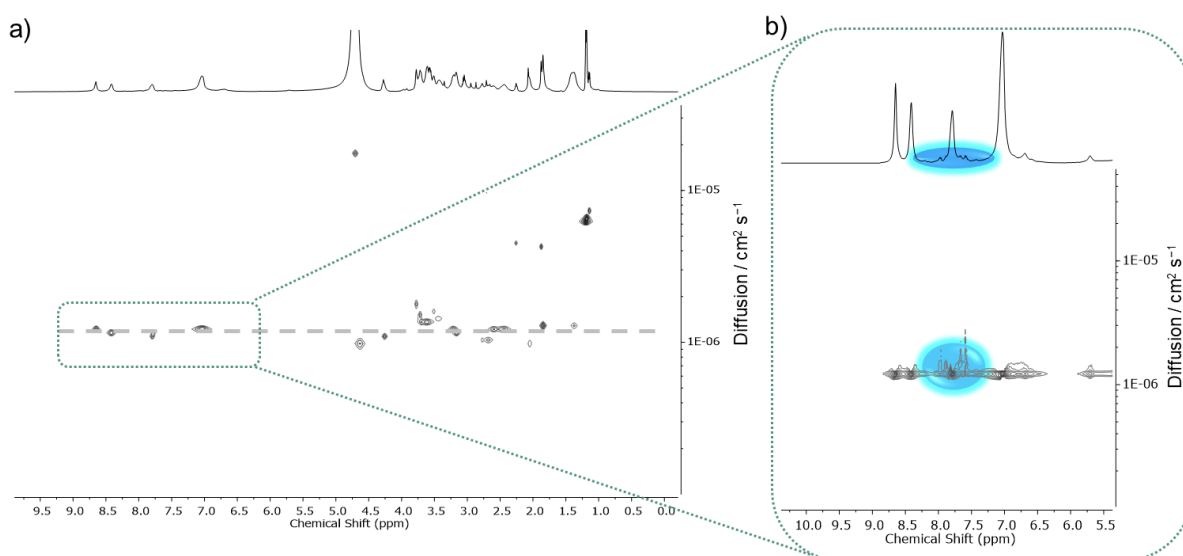 a)
1E-05
1E-06
Diffusion / cm² s⁻¹
9.5 9.0 8.5 8.0 7.5 7.0 6.5 6.0 5.5 5.0 4.5 4.0 3.5 3.0 2.5 2.0 1.5 1.0 0.5 0.0
Chemical Shift (ppm)
b)
1E-05
1E-06
Diffusion / cm² s⁻¹
10.0 9.5 9.0 8.5 8.0 7.5 7.0 6.5 6.0 5.5
Chemical Shift (ppm)